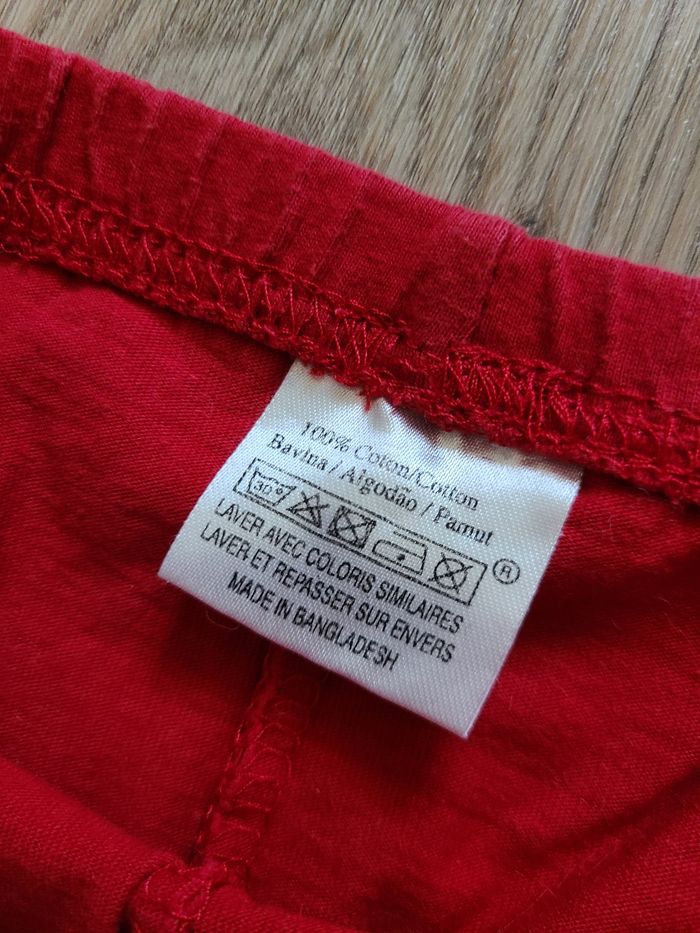 100% Coton/Cotton
Bavlna / Algodão / Pamut
30°
®
LAVER AVEC COLORIS SIMILAIRES
LAVER ET REPASSER SUR ENVERS
MADE IN BANGLADESH